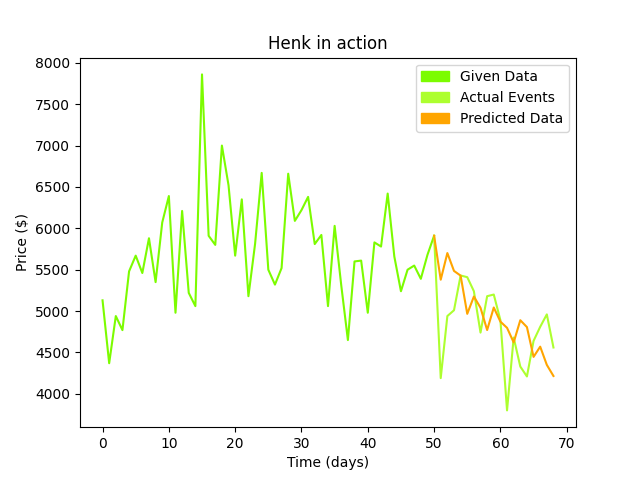 Henk in action
Given Data
Actual Events
Predicted Data
8000
7500
7000
6500
6000
5500
5000
4500
4000
Price ($)
0 10 20 30 40 50 60 70
Time (days)